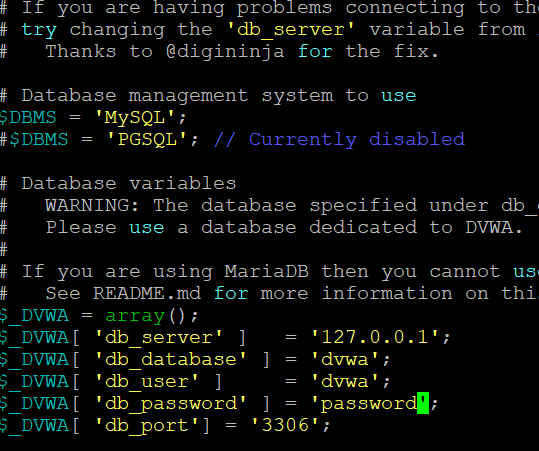 # If you are having problems connecting to the
# try changing the 'db_server' variable from
#   Thanks to @digininja for the fix.
# Database management system to use
$DBMS = 'MySQL';
#$DBMS = 'PGSQL'; // Currently disabled
# Database variables
#   WARNING: The database specified under db_
#   Please use a database dedicated to DVWA.
#
# If you are using MariaDB then you cannot use
#   See README.md for more information on this
$_DVWA = array();
$_DVWA[ 'db_server' ]   = '127.0.0.1';
$_DVWA[ 'db_database' ] = 'dvwa';
$_DVWA[ 'db_user' ]     = 'dvwa';
$_DVWA[ 'db_password' ] = 'password';
$_DVWA[ 'db_port'] = '3306';